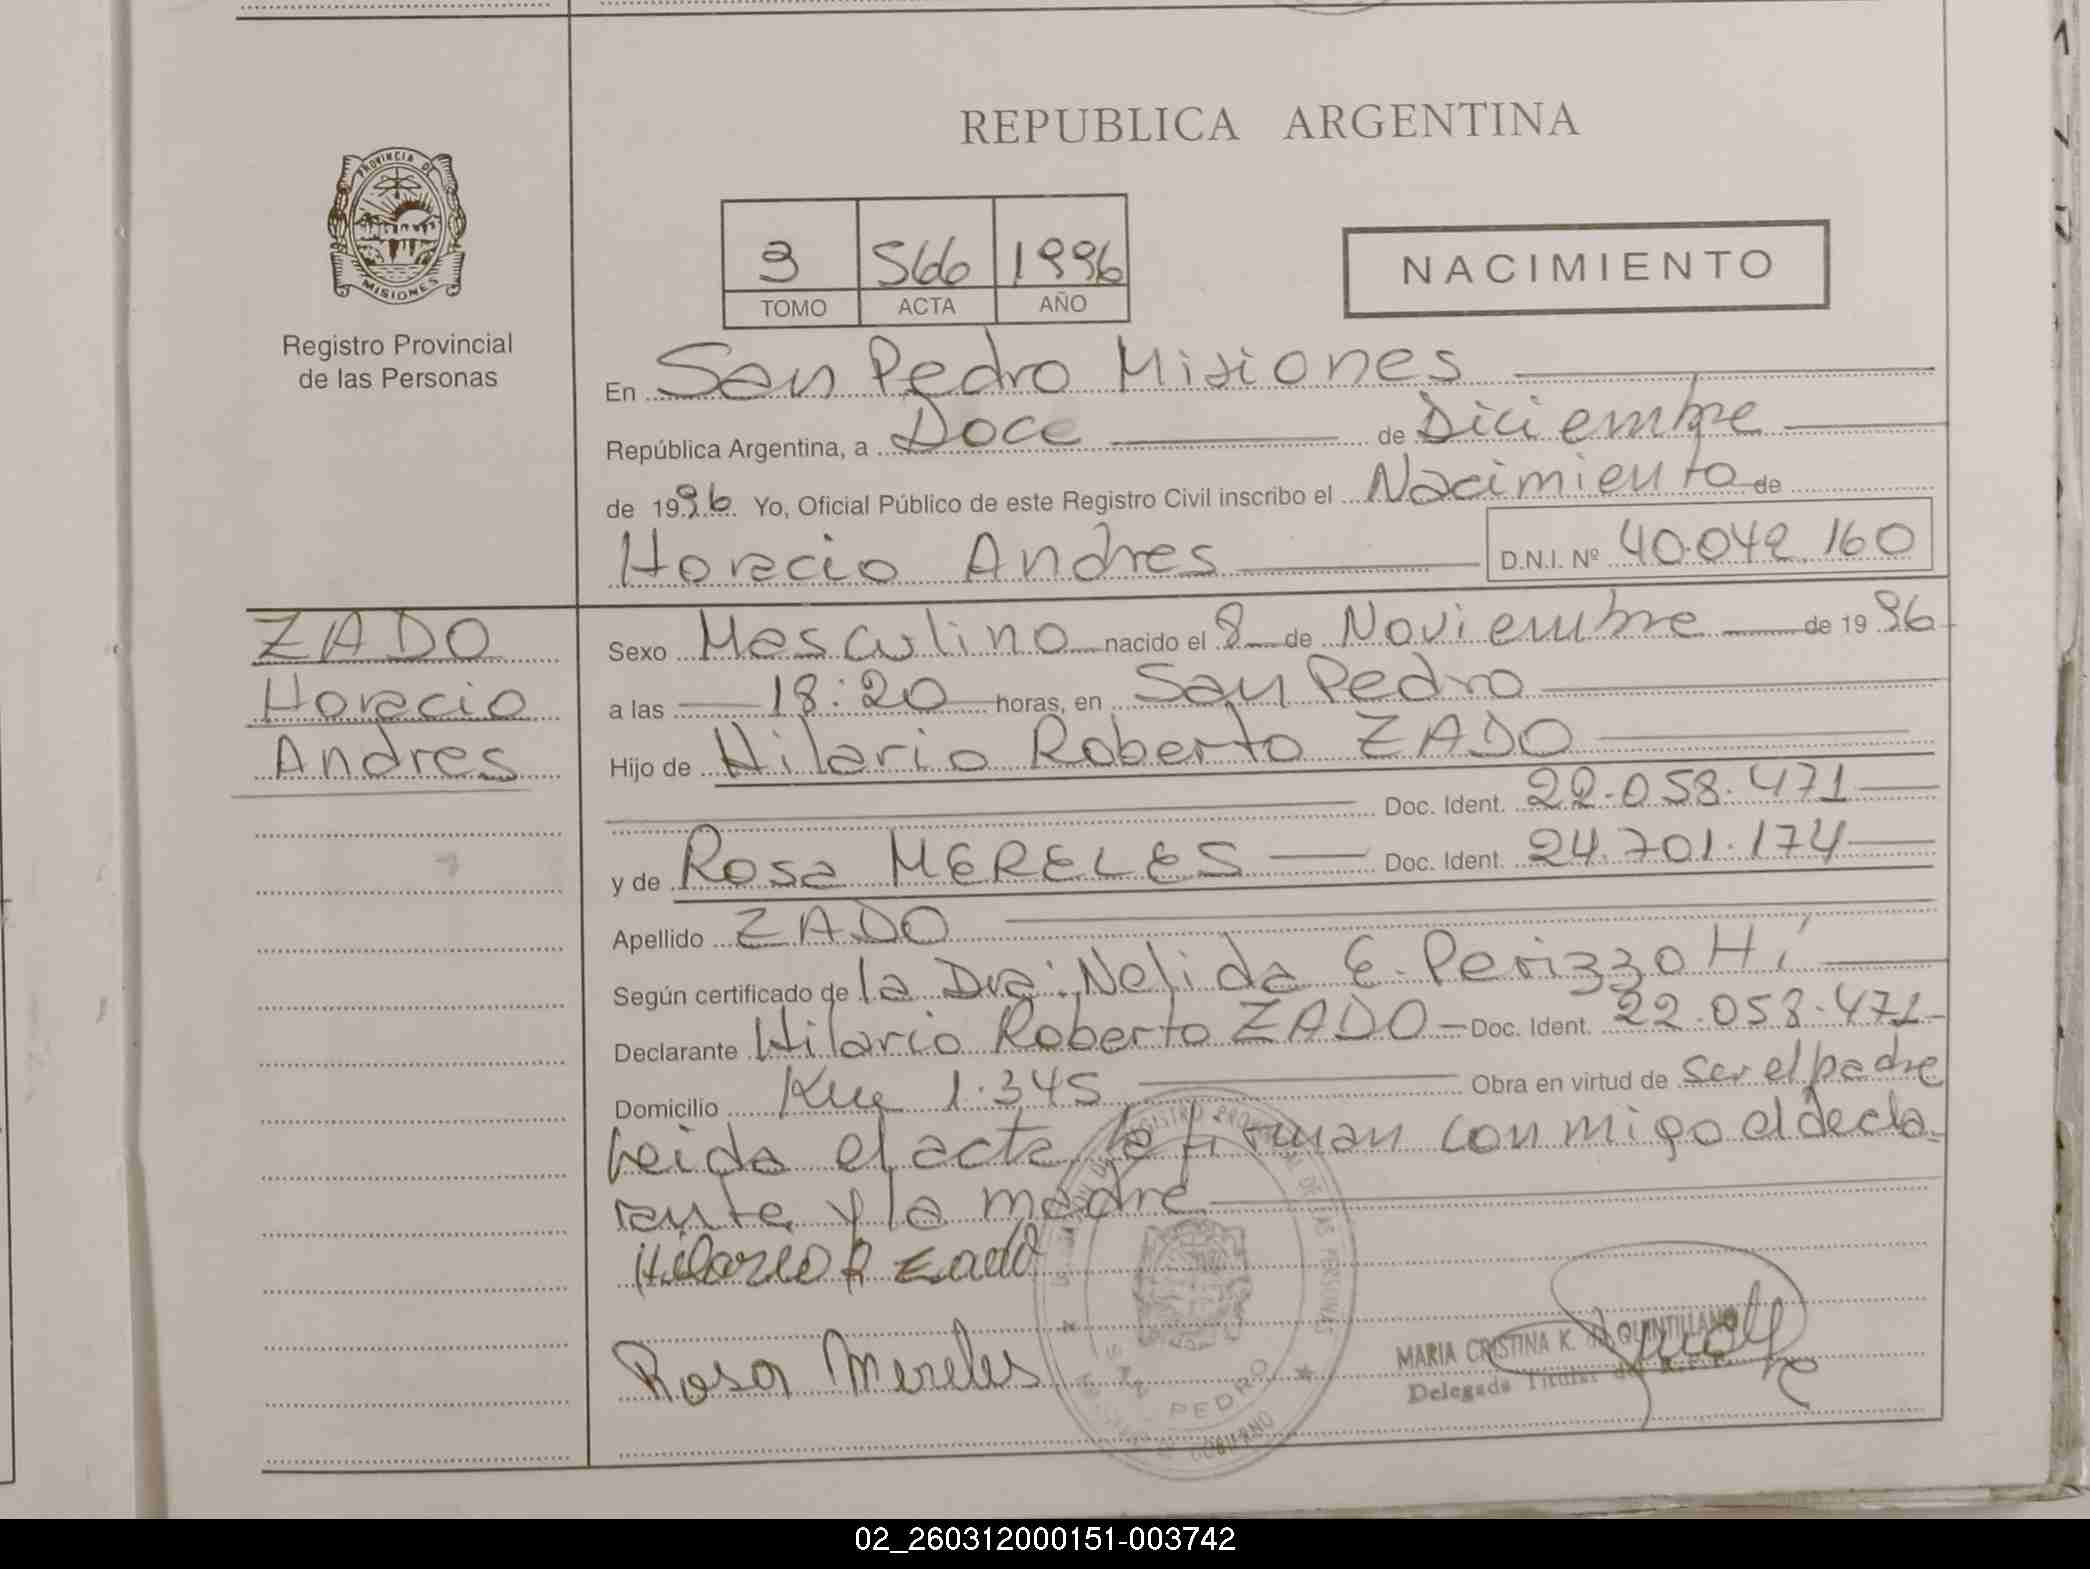 REPUBLICA ARGENTINA
PROVINCIA DE
MISIONES
Registro Provincial
de las Personas
3 566 1996
TOMO ACTA AÑO
NACIMIENTO
En San Pedro Misiones
República Argentina, a Doce de Diciembre
de 1996. Yo, Oficial Público de este Registro Civil inscribo el Nacimiento de
Horacio Andres D.N.I. Nº 40.042.160
ZADO
Horacio
Andres
Sexo Masculino nacido el 8 de Noviembre de 1996
a las 18:20 horas, en San Pedro
Hijo de Hilario Roberto ZADO
Doc. Ident. 22.058.471
y de Rosa MERELES Doc. Ident. 24.701.174
Apellido ZADO
Según certificado de la Dra: Nelida E. Perizzo Hí
Declarante Hilario Roberto ZADO Doc. Ident. 22.058.471
Domicilio Km 1.345 Obra en virtud de ser el padre
Leida el acta la firman conmigo el decla-
rante y la madre.
Hilario R Zado
Rosa Mereles
SAN PEDRO
MARIA CRISTINA K. QUINTILLANO
Delegada Titular del
02_260312000151-003742